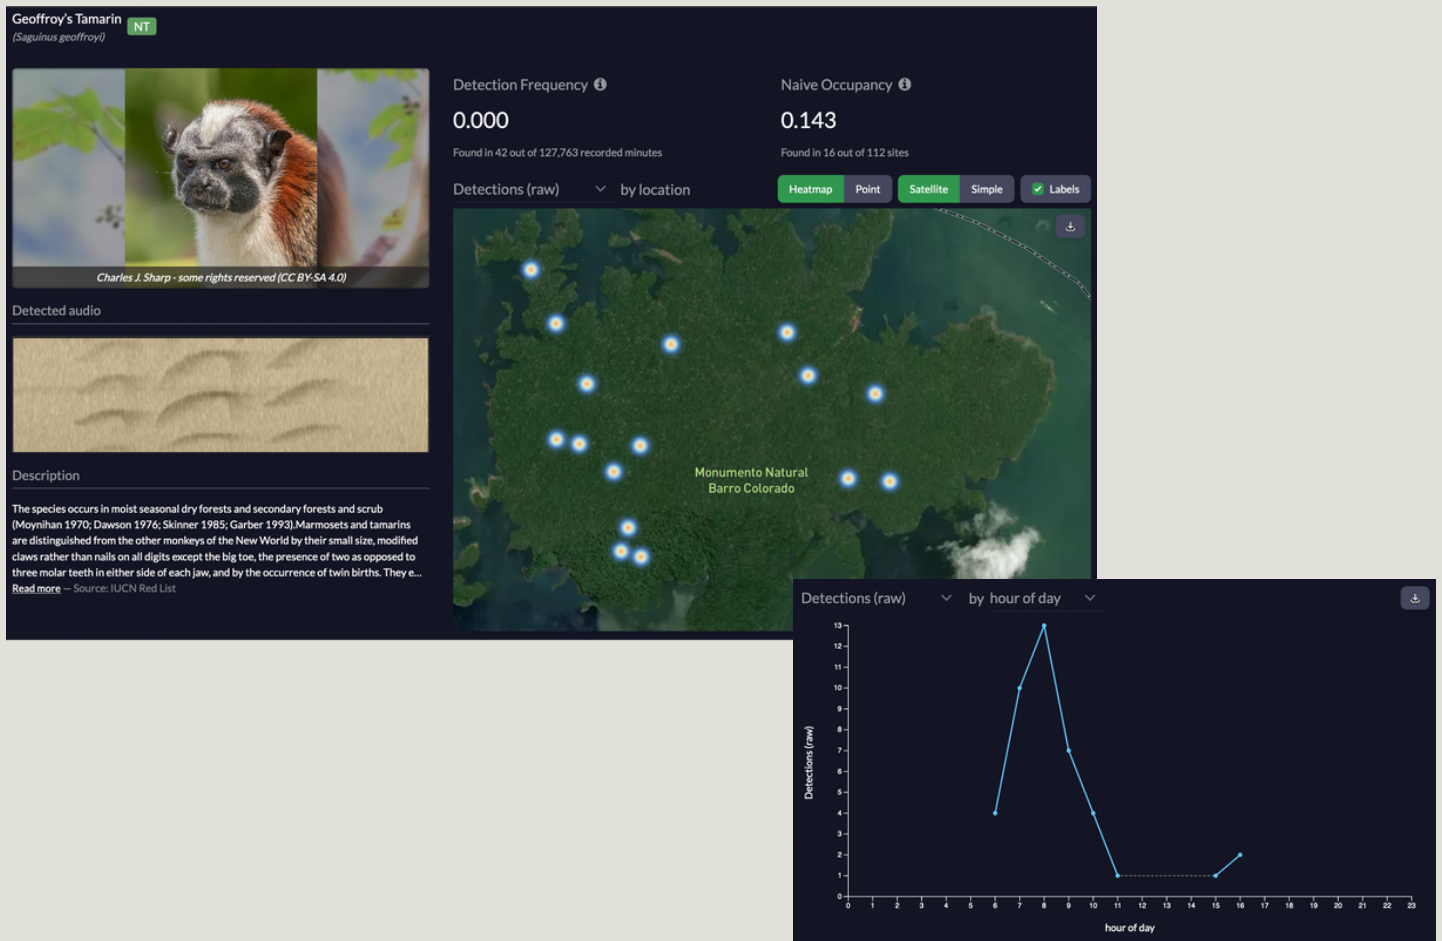 Geoffroy's Tamarin NT
(Saguinus geoffroyi)
Charles J. Sharp - some rights reserved (CC BY-SA 4.0)
Detected audio
Description
The species occurs in moist seasonal dry forests and secondary forests and scrub
(Moynihan 1970; Dawson 1976; Skinner 1985; Garber 1993).Marmosets and tamarins
are distinguished from the other monkeys of the New World by their small size, modified
claws rather than nails on all digits except the big toe, the presence of two as opposed to
three molar teeth in either side of each jaw, and by the occurrence of twin births. They e...
Read more — Source: IUCN Red List
Detection Frequency
0.000
Found in 42 out of 127,763 recorded minutes
Naive Occupancy
0.143
Found in 16 out of 112 sites
Detections (raw) by location
Heatmap Point Satellite Simple Labels
Monumento Natural
Barro Colorado
Detections (raw) by hour of day
13
12
11
10
9
8
7
6
5
4
3
2
1
0
Detections (raw)
0 1 2 3 4 5 6 7 8 9 10 11 12 13 14 15 16 17 18 19 20 21 22 23
hour of day